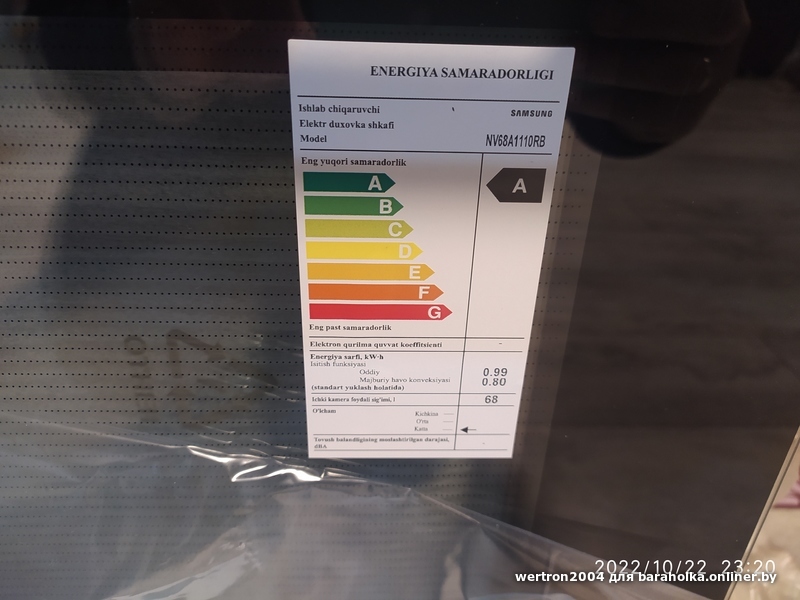 ENERGIYA SAMARADORLIGI
Ishlab chiqaruvchi SAMSUNG
Elektr duxovka shkafi
Model NV68A1110RB
Eng yuqori samaradorlik
A A
B
C
D
E
F
G
Eng past samaradorlik
Elektron qurilma quvvat koeffitsienti -
Energiya sarfi, kW·h
Isitish funksiyasi
Oddiy 0.99
Majburiy havo konveksiyasi 0.80
(standart yuklash holatida)
Ichki kamera foydali sig'imi, l 68
O'lcham Kichkina —
O'rta —
Katta —
Tovush balandligining moslashtirilgan darajasi, -
dBA
2022/10/22 23:20
wertron2004 для baraholka.onliner.by